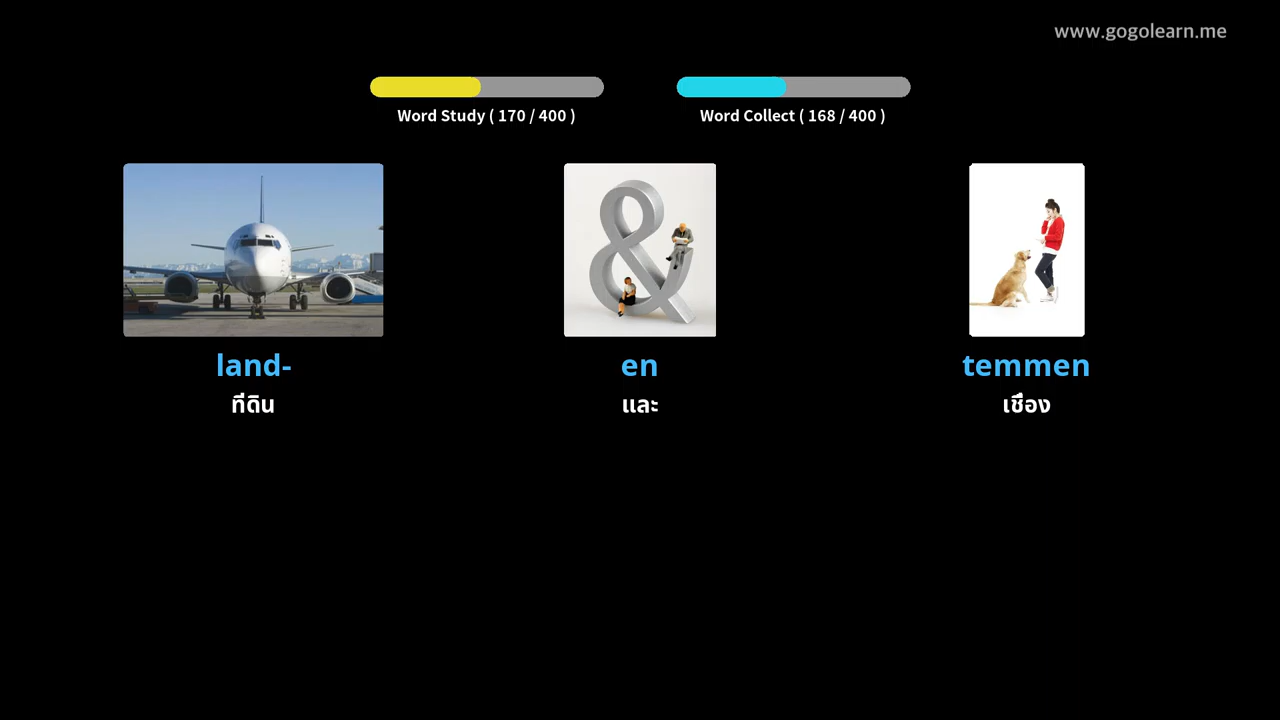 www.gogolearn.me
Word Study ( 170 / 400 )
Word Collect ( 168 / 400 )
land-
ที่ดิน
en
และ
temmen
เชื่อง